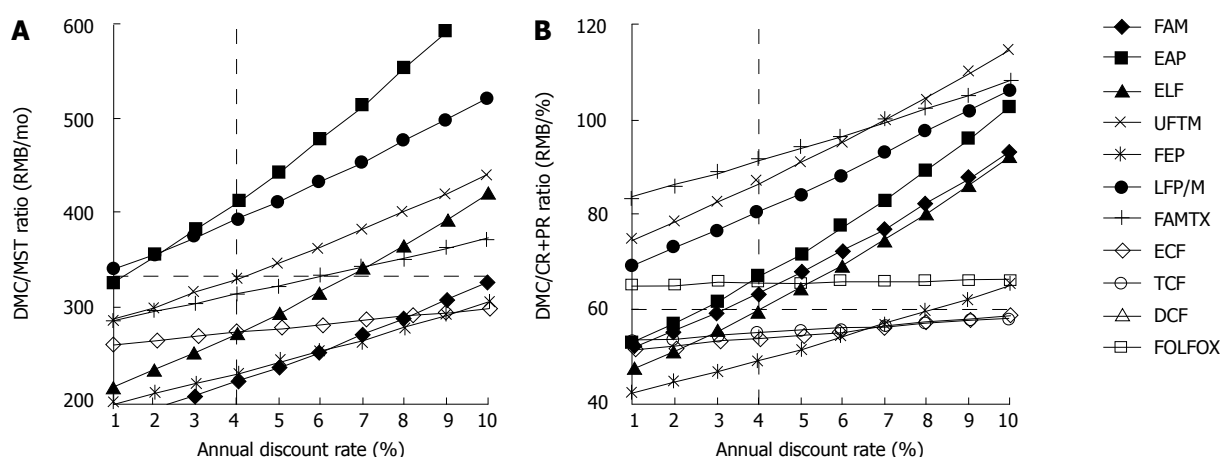 A
DMC/MST ratio (RMB/mo)
600
500
400
300
200
1 2 3 4 5 6 7 8 9 10
Annual discount rate (%)
B
DMC/CR+PR ratio (RMB/%)
120
100
80
60
40
1 2 3 4 5 6 7 8 9 10
Annual discount rate (%)
FAM
EAP
ELF
UFTM
FEP
LFP/M
FAMTX
ECF
TCF
DCF
FOLFOX